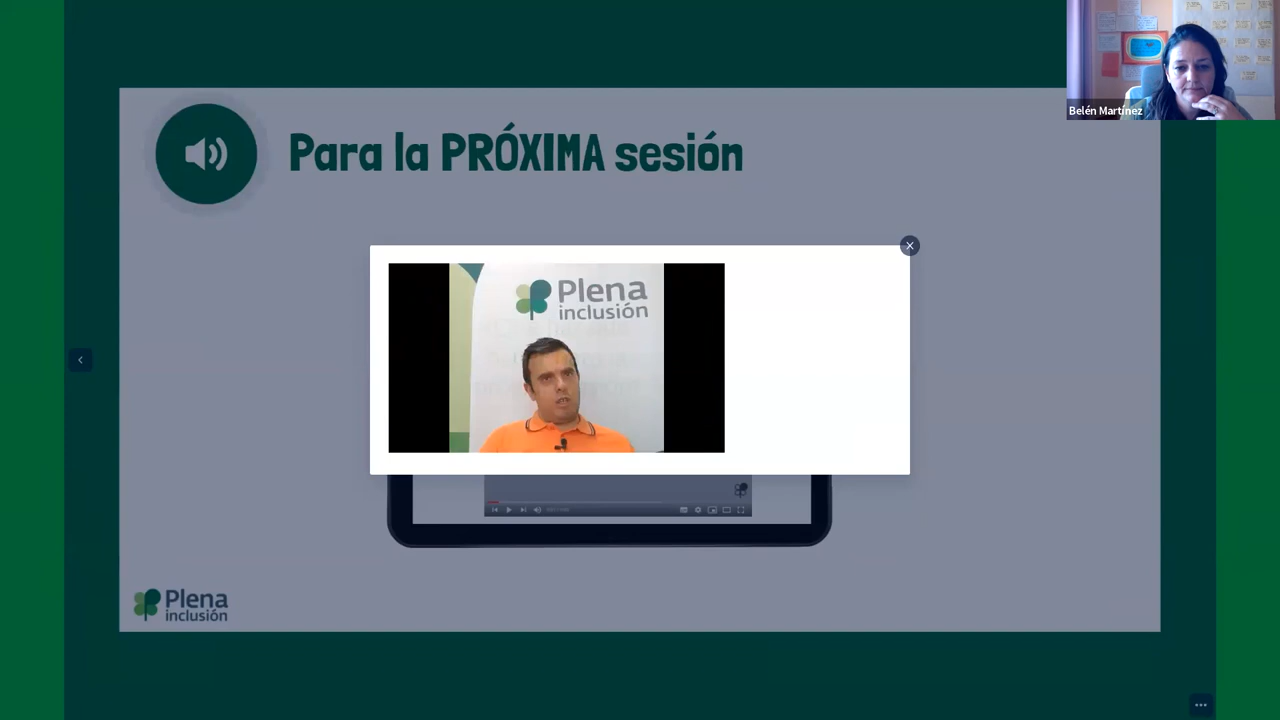 Belén Martínez
Para la PRÓXIMA sesión
Plena
inclusión
Plena
inclusión